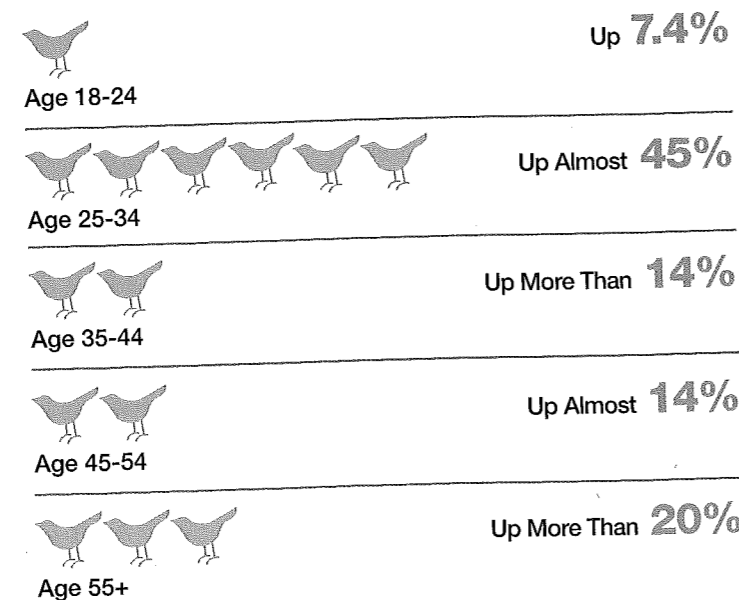 Up 7.4%
Age 18-24
Up Almost 45%
Age 25-34
Up More Than 14%
Age 35-44
Up Almost 14%
Age 45-54
Up More Than 20%
Age 55+